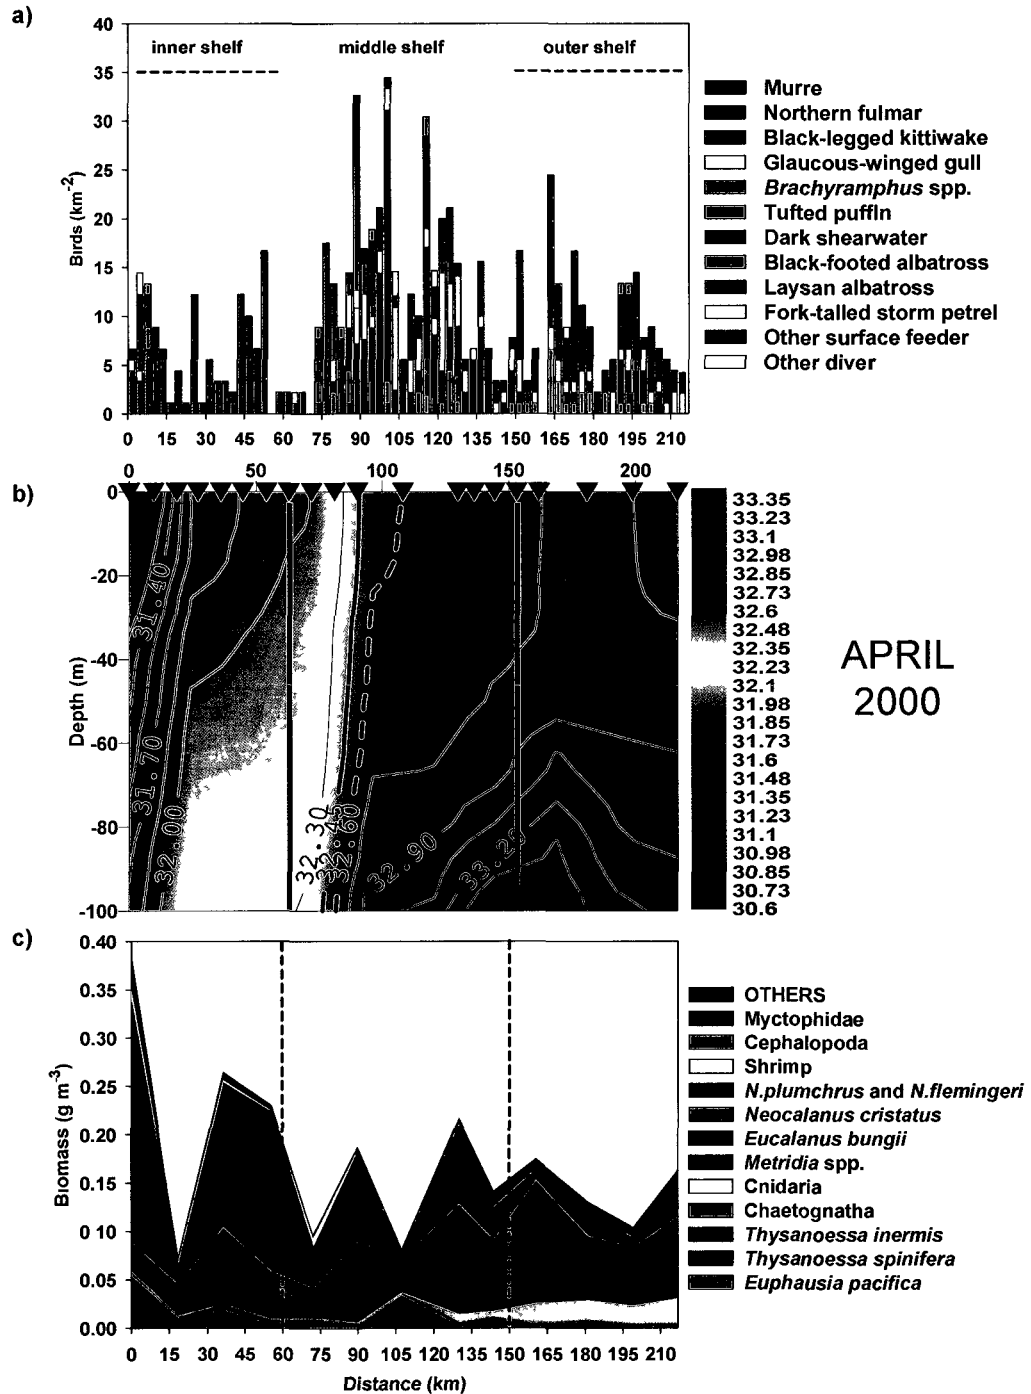 a)
40
35
30
25
20
15
10
5
0
Birds (km-2)
inner shelf
middle shelf
outer shelf
0 15 30 45 60 75 90 105 120 135 150 165 180 195 210
Murre
Northern fulmar
Black-legged kittiwake
Glaucous-winged gull
Brachyramphus spp.
Tufted puffin
Dark shearwater
Black-footed albatross
Laysan albatross
Fork-tailed storm petrel
Other surface feeder
Other diver
b)
0 50 100 150 200
0
-20
-40
-60
-80
-100
Depth (m)
31.40
31.70
32.00
32.30
32.45
32.60
32.90
33.20
33.35
33.23
33.1
32.98
32.85
32.73
32.6
32.48
32.35
32.23
32.1
31.98
31.85
31.73
31.6
31.48
31.35
31.23
31.1
30.98
30.85
30.73
30.6
APRIL
2000
c)
0.40
0.35
0.30
0.25
0.20
0.15
0 10
0.05
0.00
Biomass (g m-3)
0 15 30 45 60 75 90 105 120 135 150 165 180 195 210
Distance (km)
OTHERS
Myctophidae
Cephalopoda
Shrimp
N.plumchrus and N.flemingeri
Neocalanus cristatus
Eucalanus bungii
Metridia spp.
Cnidaria
Chaetognatha
Thysanoessa inermis
Thysanoessa spinifera
Euphausia pacifica